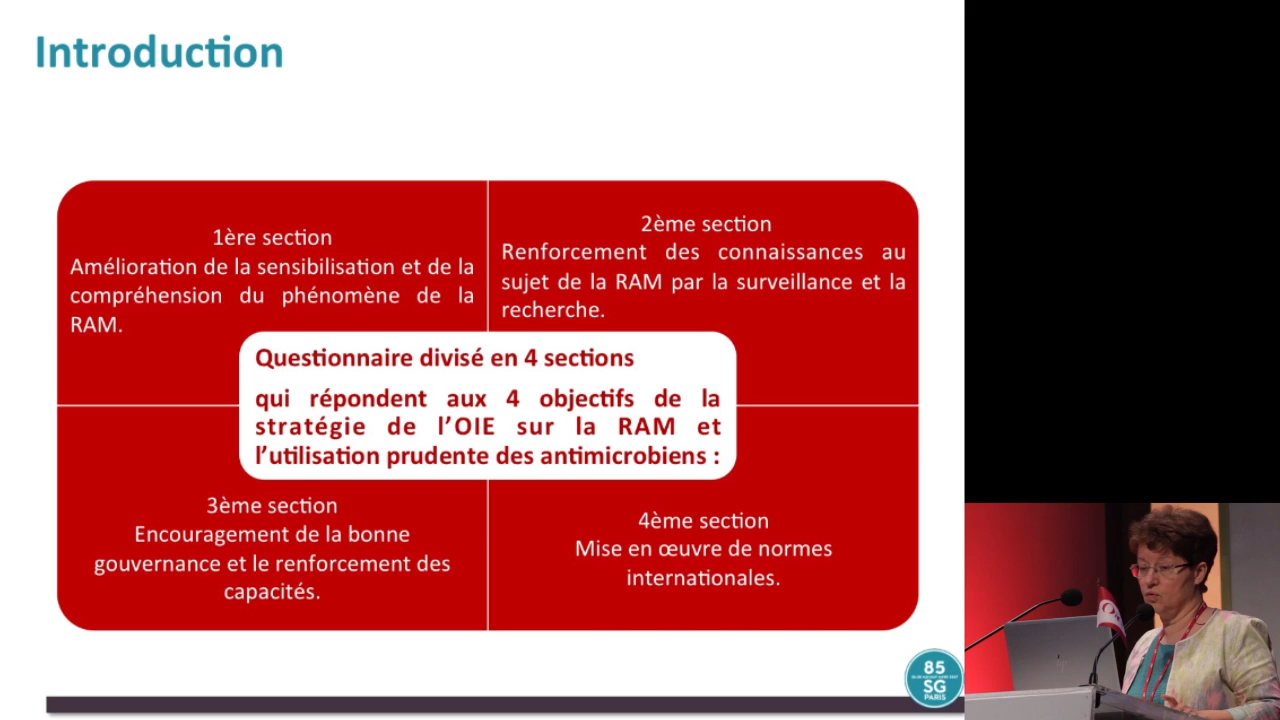 Introduction
1ère section
Amélioration de la sensibilisation et de la
compréhension du phénomène de la
RAM.
2ème section
Renforcement des connaissances au
sujet de la RAM par la surveillance et la
recherche.
Questionnaire divisé en 4 sections
qui répondent aux 4 objectifs de la
stratégie de l’OIE sur la RAM et
l’utilisation prudente des antimicrobiens :
3ème section
Encouragement de la bonne
gouvernance et le renforcement des
capacités.
4ème section
Mise en œuvre de normes
internationales.
85
SG
PARIS